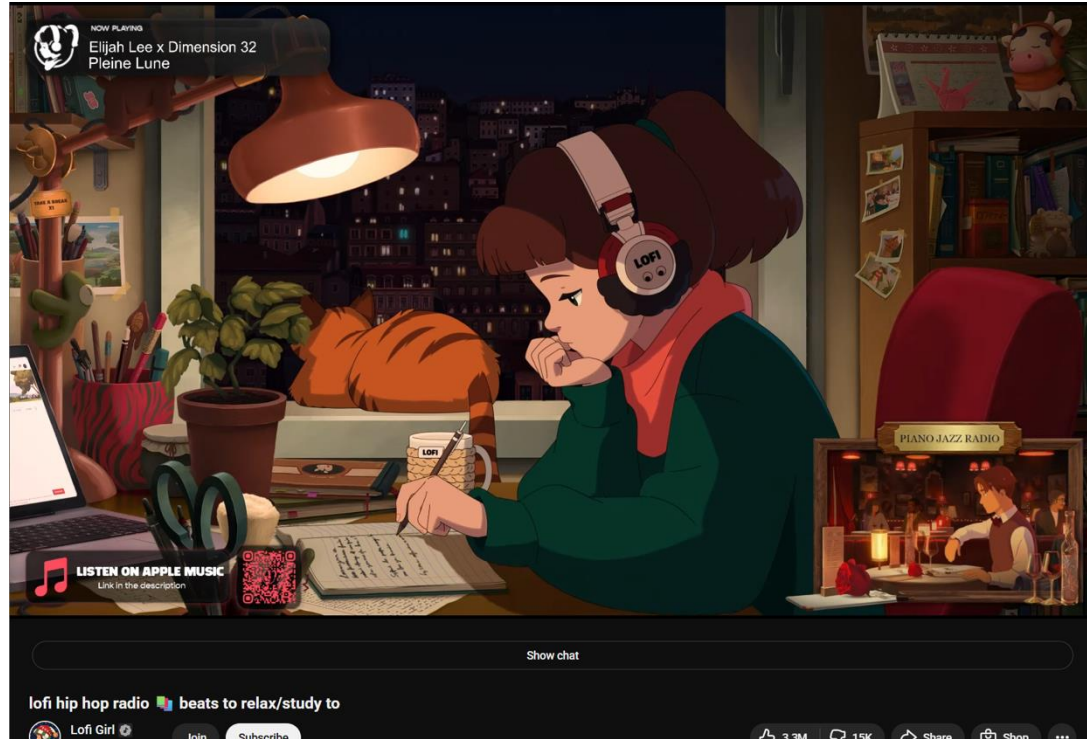 NOW PLAYING
Elijah Lee x Dimension 32
Pleine Lune
TAKE A BREAK
LOFI
LOFI
PIANO JAZZ RADIO
LISTEN ON APPLE MUSIC
Link in the description
Show chat
lofi hip hop radio 📚 beats to relax/study to
Lofi Girl
Join
Subscribe
3.3M
15K
Share
Shop